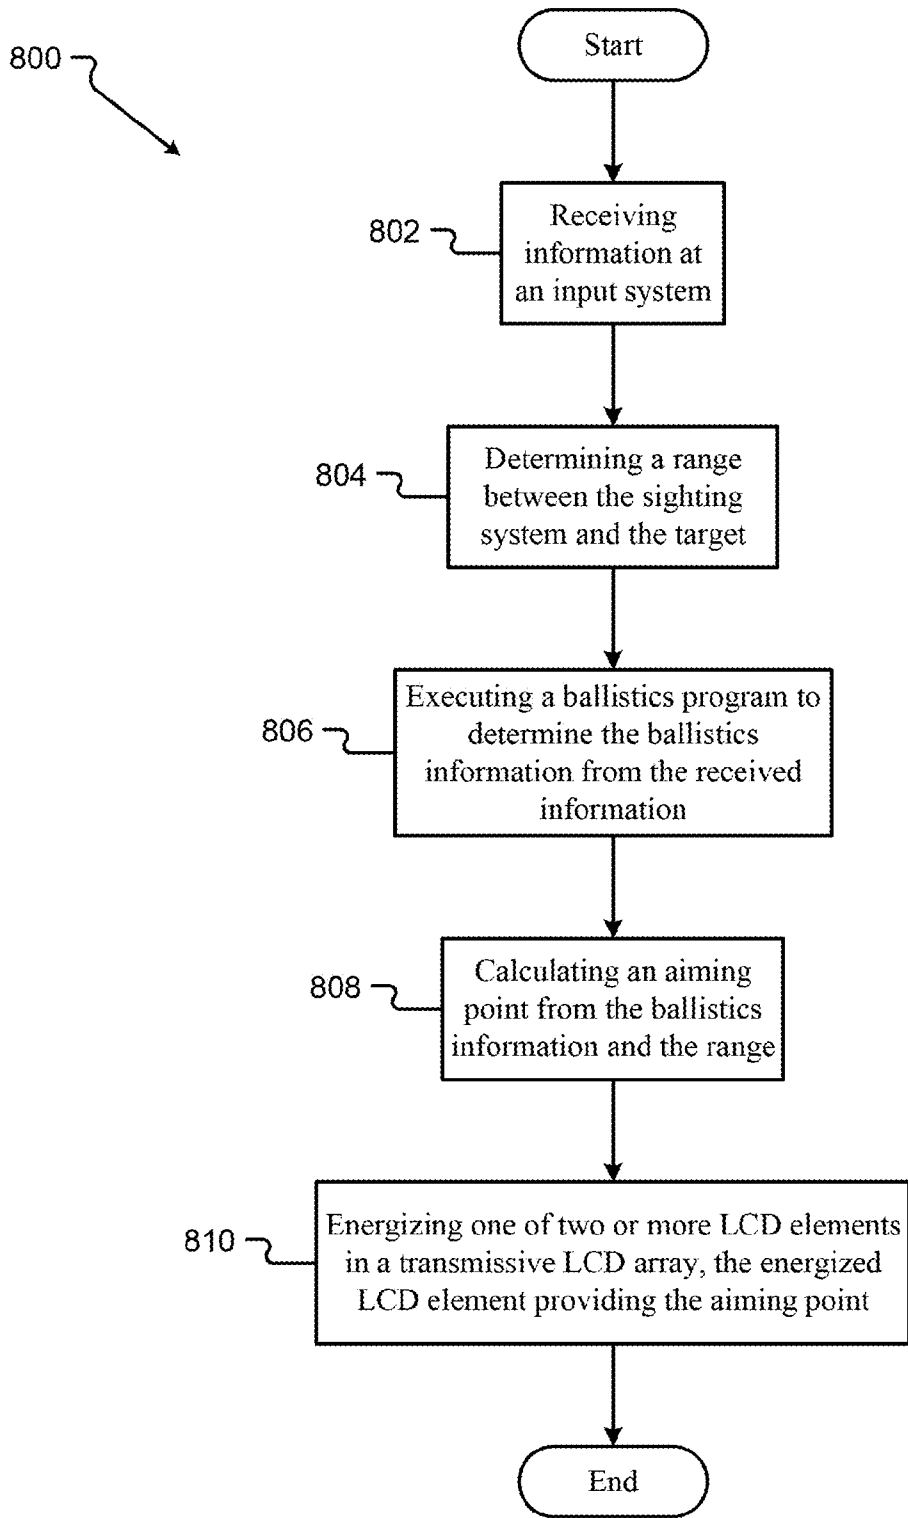 Start
800
802
Receiving
information at
an input system
804
Determining a range
between the sighting
system and the target
806
Executing a ballistics program to
determine the ballistics
information from the received
information
808
Calculating an aiming
point from the ballistics
information and the range
810
Energizing one of two or more LCD elements
in a transmissive LCD array, the energized
LCD element providing the aiming point
End